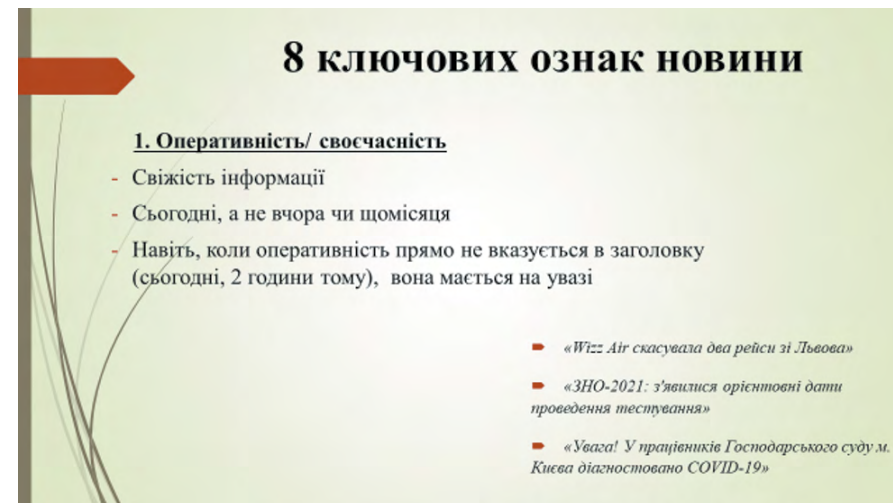 8 ключових ознак новини
1. Оперативність/ своєчасність
- Свіжість інформації
- Сьогодні, а не вчора чи щомісяця
- Навіть, коли оперативність прямо не вказується в заголовку
(сьогодні, 2 години тому), вона мається на увазі
«Wizz Air скасувала два рейси зі Львова»
«ЗНО-2021: з'явилися орієнтовні дати
проведення тестування»
«Увага! У працівників Господарського суду м.
Києва діагностовано COVID-19»